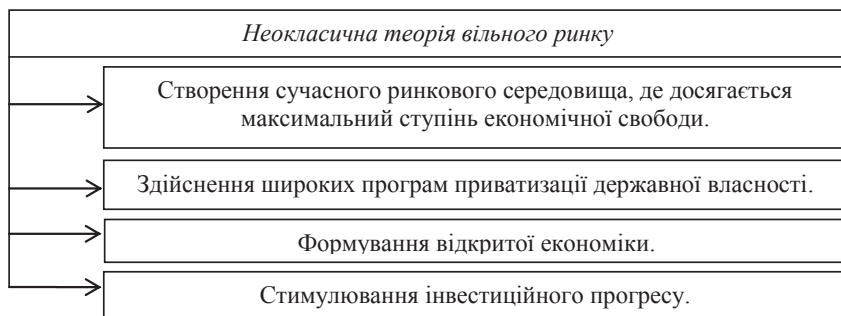 Неокласична теорія вільного ринку
Створення сучасного ринкового середовища, де досягається
максимальний ступінь економічної свободи.
Здійснення широких програм приватизації державної власності.
Формування відкритої економіки.
Стимулювання інвестиційного прогресу.